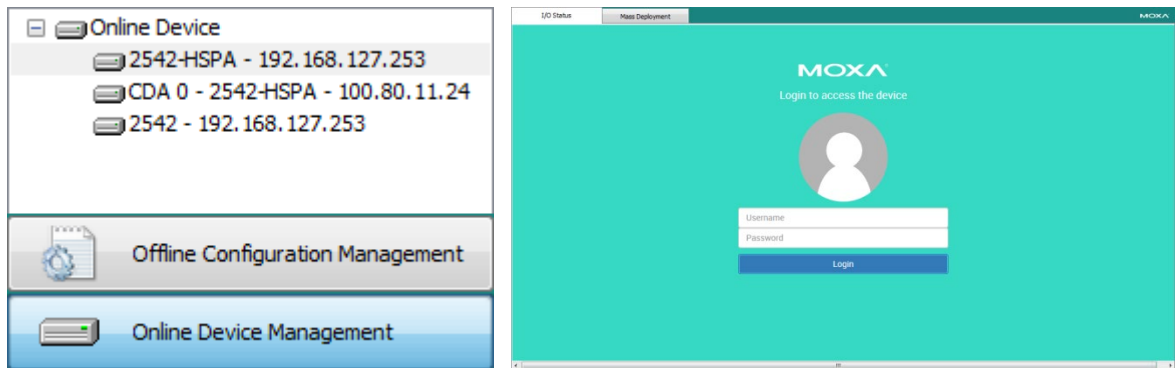 Online Device
2542-HSPA - 192.168.127.253
CDA 0 - 2542-HSPA - 100.80.11.24
2542 - 192.168.127.253
Offline Configuration Management
Online Device Management
I/O Status
Mass Deployment
MOXA
MOXA
Login to access the device
Username
Password
Login